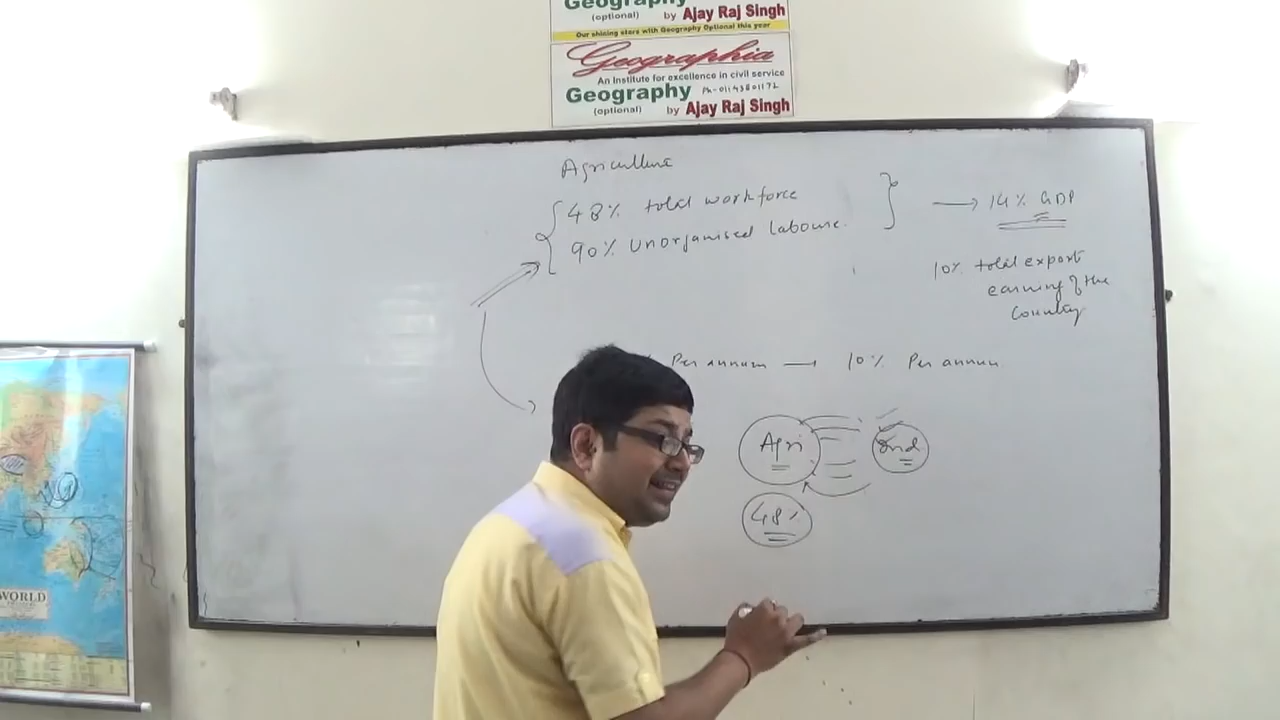 Geography
(optional) by Ajay Raj Singh
Our shining stars with Geography Optional this year
Geographia
An Institute for excellence in civil service
Geography Ph-01143801172
(optional) by Ajay Raj Singh
Agriculture
48% total workforce
90% Unorganised labour
→ 14% GDP
10% total export
earning of the
Country
Per annum — 10% Per annum
Agri
Ind
48%
WORLD